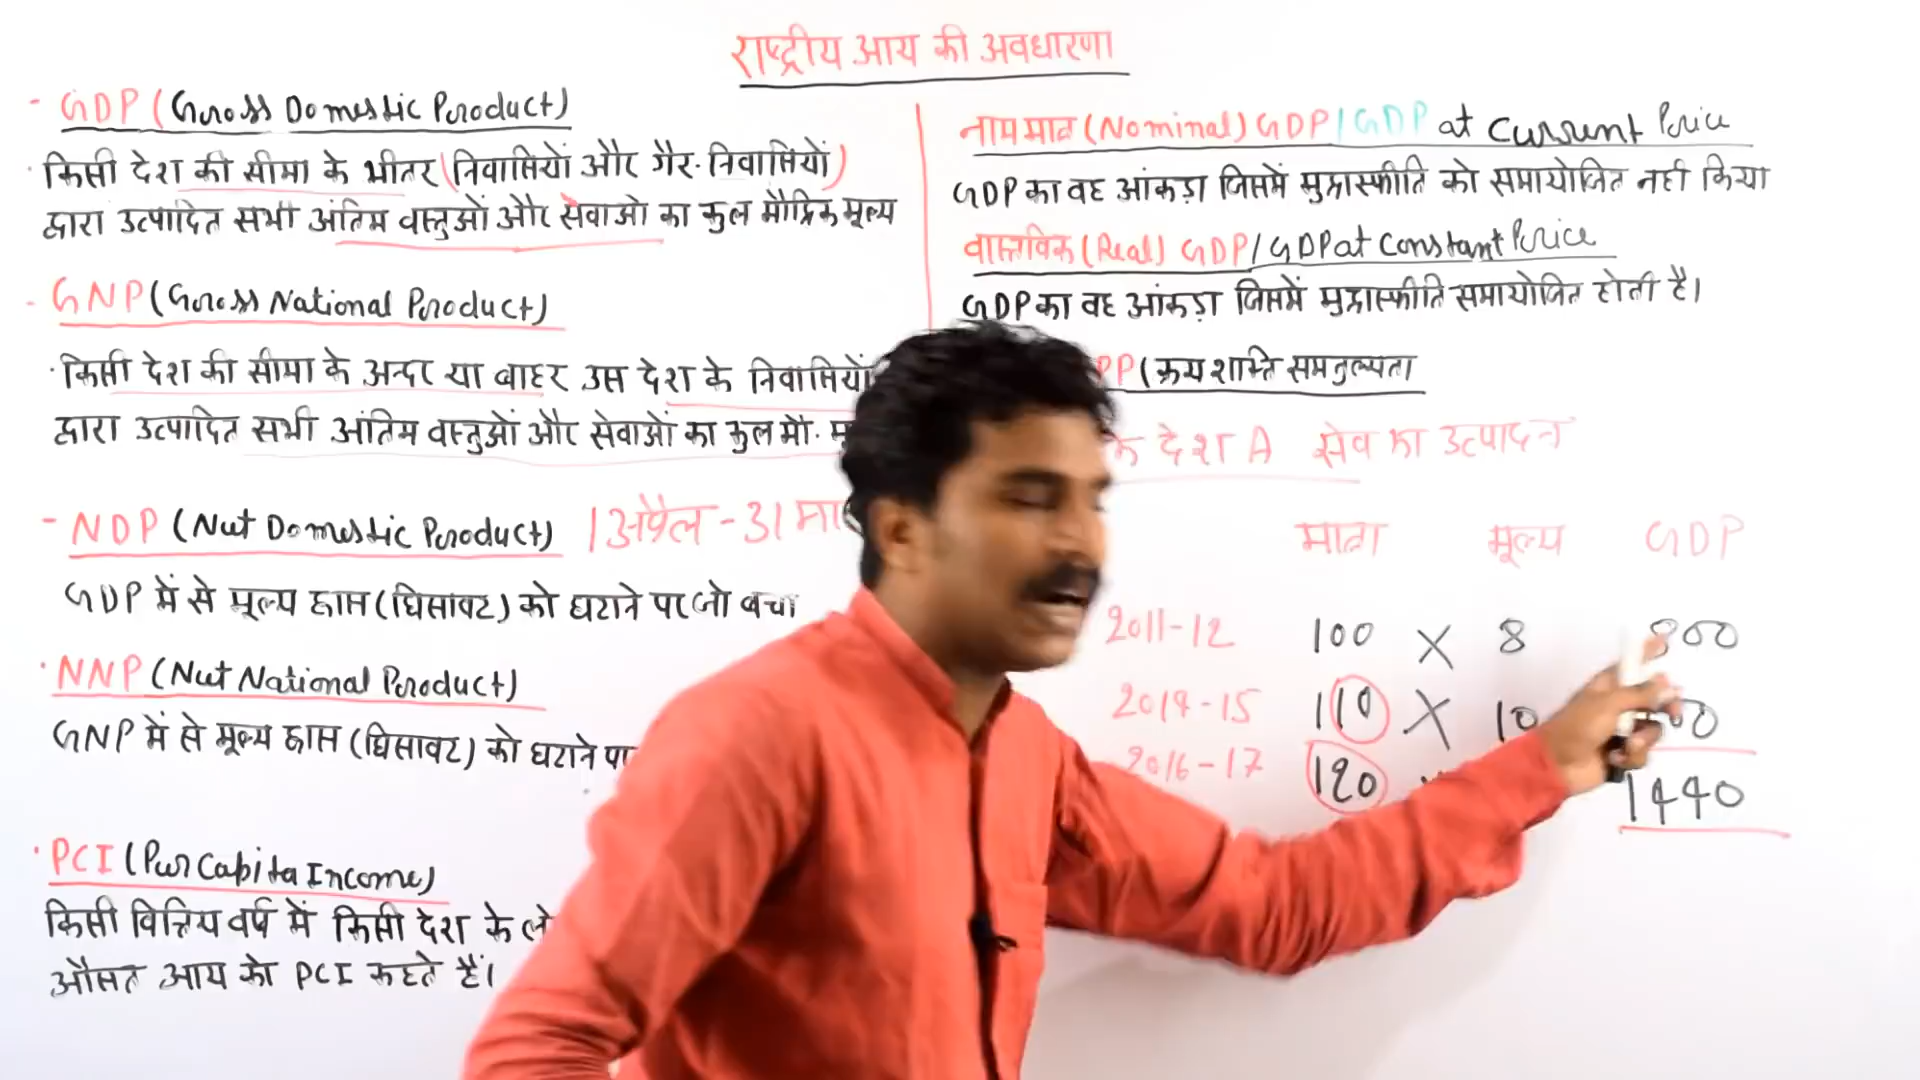 राष्ट्रीय आय की अवधारणा
- GDP (Gross Domestic Product)
· किसी देश की सीमा के भीतर (निवासियों और गैर-निवासियों)
द्वारा उत्पादित सभी अंतिम वस्तुओं और सेवाओ का कुल मौद्रिक मूल्य
- GNP (Gross National Product)
· किसी देश की सीमा के अन्दर या बाहर उस देश के निवासियों
द्वारा उत्पादित सभी अंतिम वस्तुओं और सेवाओं का कुल मौ.
- NDP (Net Domestic Product) 1 अप्रैल - 31
GDP में से मूल्य ह्रास (घिसावट) को घटाने पर जो बचा
· NNP (Net National Product)
GNP में से मूल्य ह्रास (घिसावट) को घटाने
· PCI (Per Capita Income)
किसी वित्तिय वर्ष में किसी देश के
औसत आय को PCI कहते हैं।
नाम मात्र (Nominal) GDP / GDP at Current Price
GDP का वह आंकड़ा जिसमें मुद्रास्फीति को समायोजित नही किया
वास्तविक (Real) GDP / GDP at Constant Price
GDP का वह आंकड़ा जिसमें मुद्रास्फीति समायोजित होती है।
PP (क्रय शक्ति समतुल्यता
के देश A सेव का उत्पादन
मात्रा मूल्य GDP
2011-12 100 X 8 800
2014-15 110 X 10
2016-17 120 1440